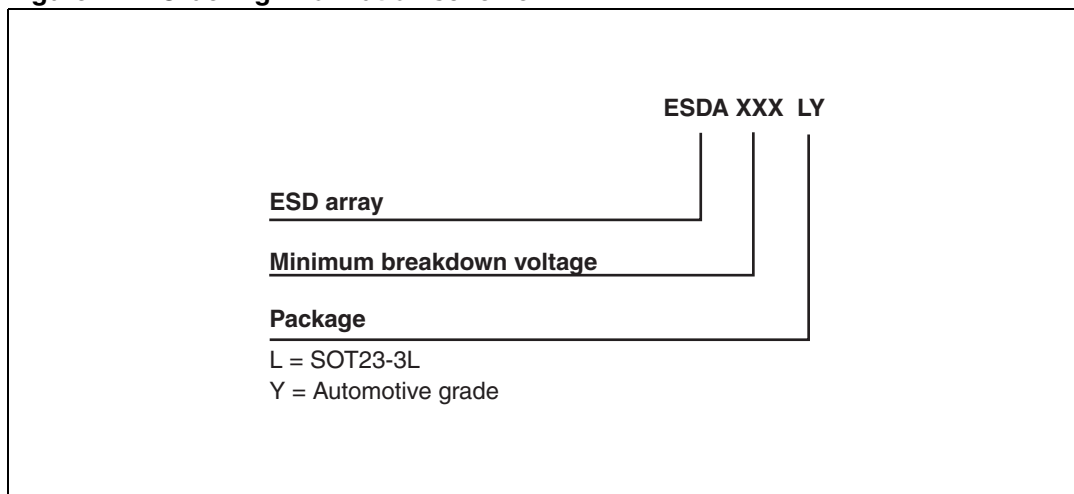 ESDA XXX LY
ESD array
Minimum breakdown voltage
Package
L = SOT23-3L
Y = Automotive grade